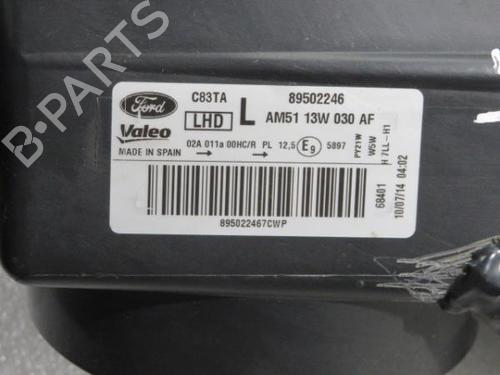 B-PARTS
Ford
C83TA
89502246
Valeo
LHD
L
AM51 13W 030 AF
MADE IN SPAIN
02A 011a 00HC/R PL 12,5 E9 5897
PY21W
W5W
H 7LL-H1
68401
10/07/14 04:02
895022467CWP